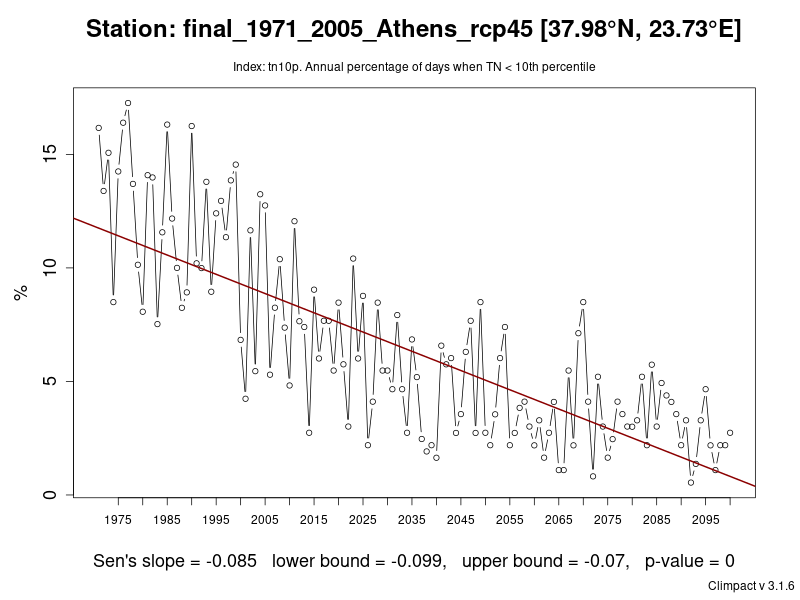 Station: final_1971_2005_Athens_rcp45 [37.98°N, 23.73°E]
Index: tn10p. Annual percentage of days when TN < 10th percentile
15
10
5
0
%
1975 1985 1995 2005 2015 2025 2035 2045 2055 2065 2075 2085 2095
Sen's slope = -0.085 lower bound = -0.099, upper bound = -0.07, p-value = 0
Climpact v 3.1.6